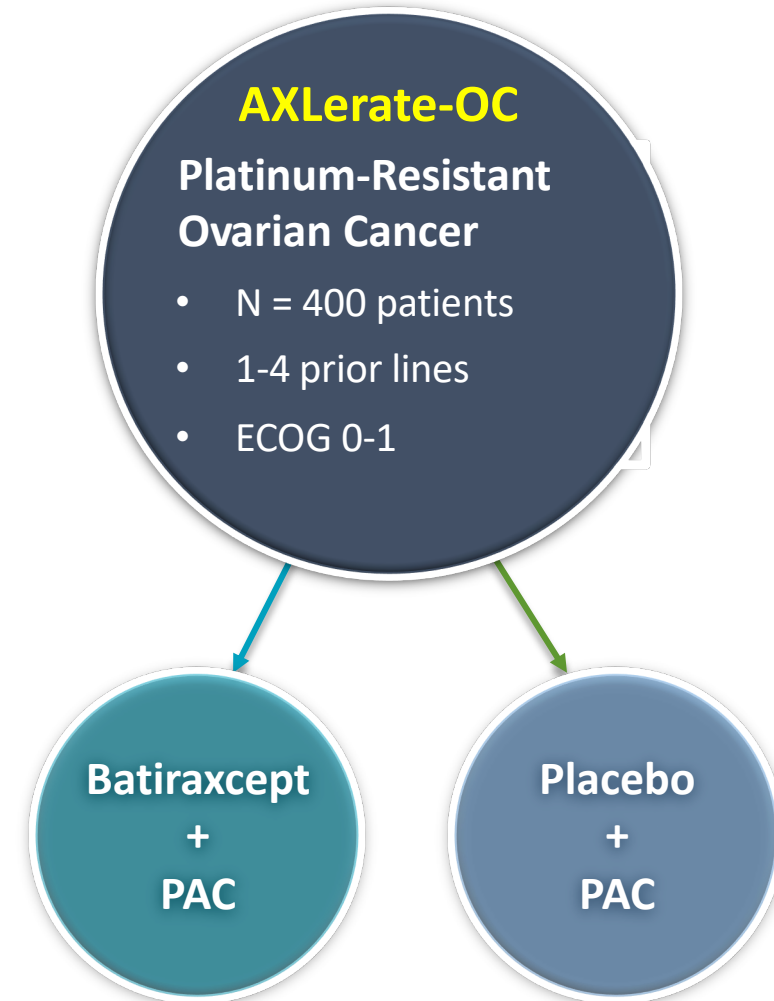 AXLerate-OC
Platinum-Resistant
Ovarian Cancer
• N = 400 patients
• 1-4 prior lines
• ECOG 0-1
Batiraxcept
+
PAC
Placebo
+
PAC